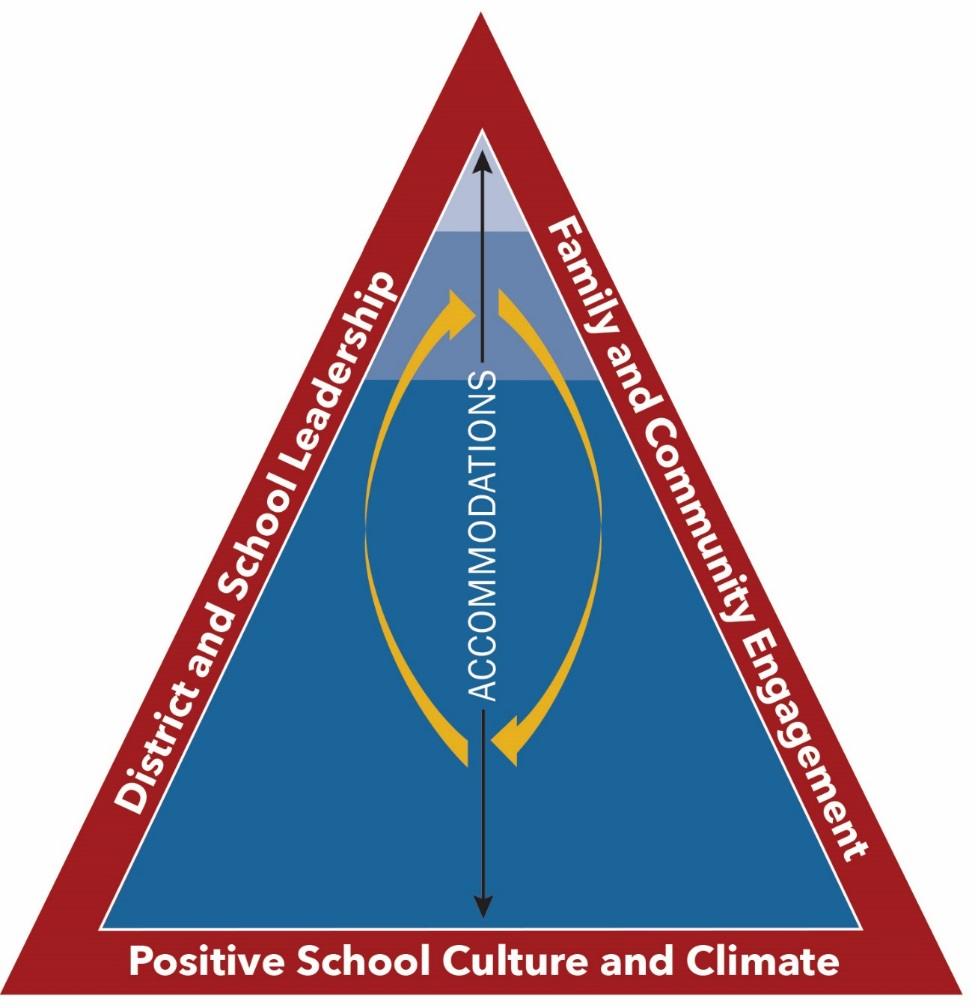 District and School Leadership
Family and Community Engagement
ACCOMMODATIONS
Positive School Culture and Climate